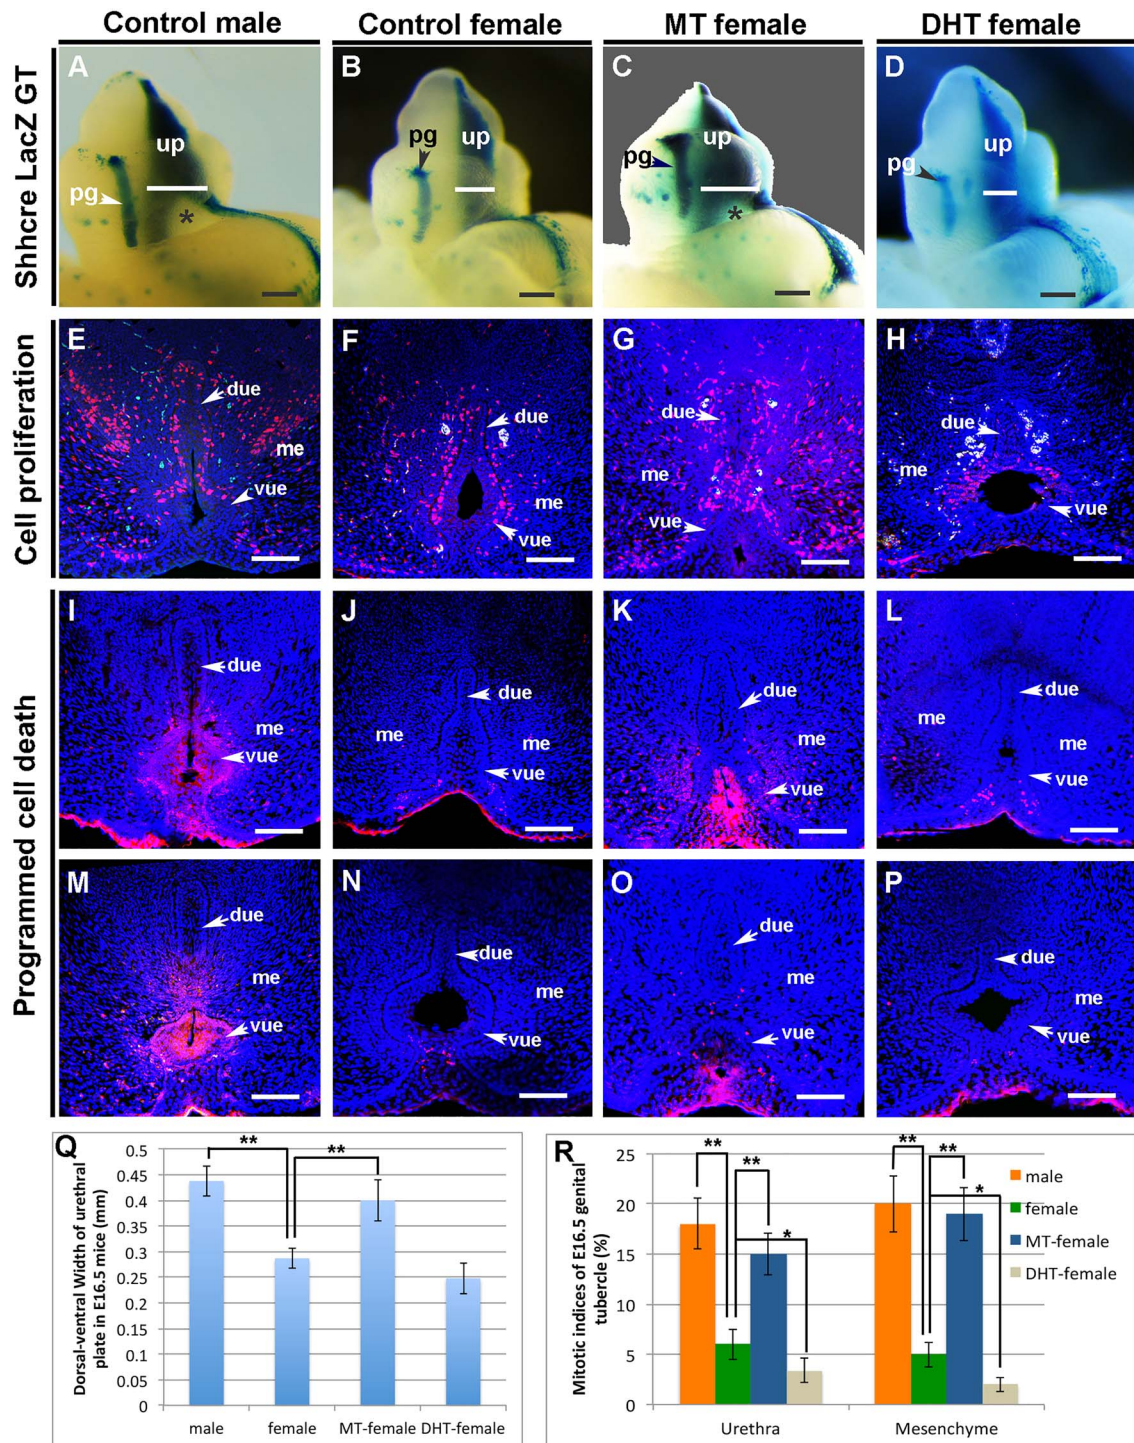 Control male
Control female
MT female
DHT female
Shhcre LacZ GT
A
up
pg
*
B
pg
up
C
up
pg
*
D
up
pg
Cell proliferation
E
due
me
vue
F
due
me
vue
G
due
me
vue
H
due
me
vue
Programmed cell death
I
due
me
vue
J
due
me
me
vue
K
due
me
vue
L
due
me
me
vue
M
due
me
vue
N
due
me
vue
O
due
me
vue
P
due
me
vue
Q
Dorsal-ventral Width of urethral
plate in E16.5 mice (mm)
0.5
0.45
0.4
0.35
0.3
0.25
0.2
0.15
0.1
0.05
0
**
**
male
female
MT-female
DHT-female
R
Mitotic indices of E16.5 genital
tubercle (%)
25
20
15
10
5
0
**
**
*
**
**
*
male
female
MT-female
DHT-female
Urethra
Mesenchyme